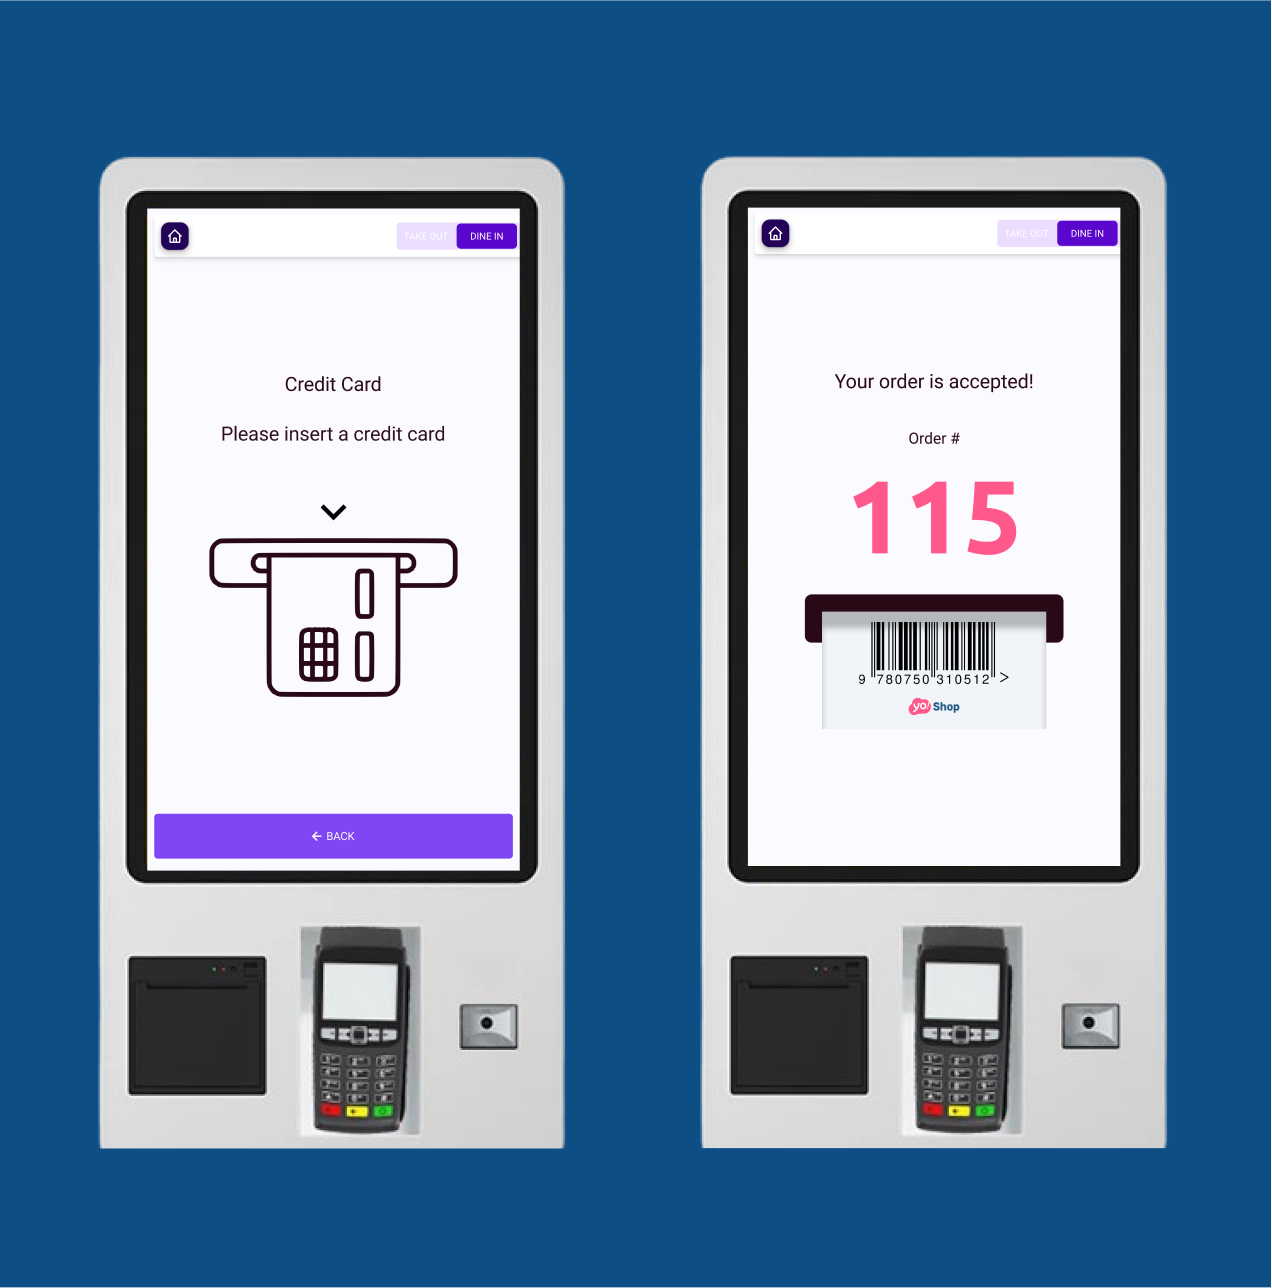 TAKE OUT
DINE IN
Credit Card
Please insert a credit card
BACK
TAKE OUT
DINE IN
Your order is accepted!
Order #
115
9 780750 310512 >
yo! Shop